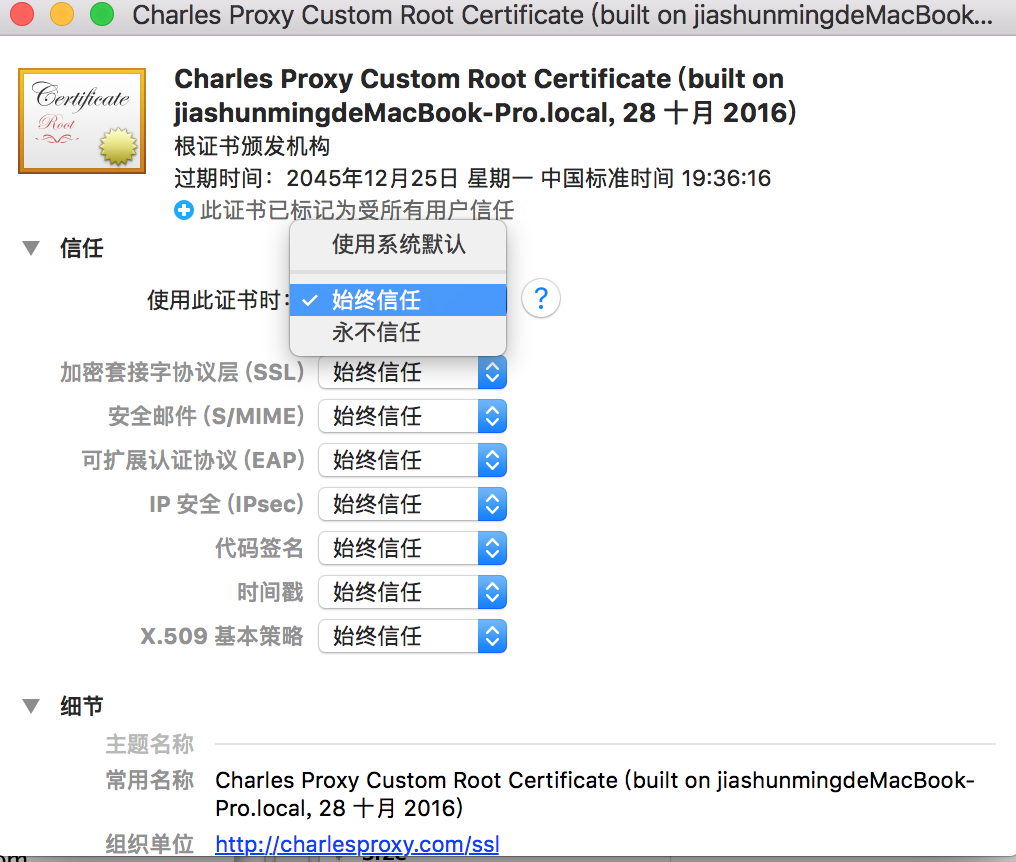 Charles Proxy Custom Root Certificate (built on jiashunmingdeMacBook...
Certificate
Root
Charles Proxy Custom Root Certificate (built on
jiashunmingdeMacBook-Pro.local, 28 十月 2016)
根证书颁发机构
过期时间：2045年12月25日 星期一 中国标准时间 19:36:16
此证书已标记为受所有用户信任
信任
使用系统默认
使用此证书时： ✓ 始终信任 ?
永不信任
加密套接字协议层 (SSL) 始终信任
安全邮件 (S/MIME) 始终信任
可扩展认证协议 (EAP) 始终信任
IP 安全 (IPsec) 始终信任
代码签名 始终信任
时间戳 始终信任
X.509 基本策略 始终信任
细节
主题名称
常用名称 Charles Proxy Custom Root Certificate (built on jiashunmingdeMacBook-
Pro.local, 28 十月 2016)
组织单位 http://charlesproxy.com/ssl